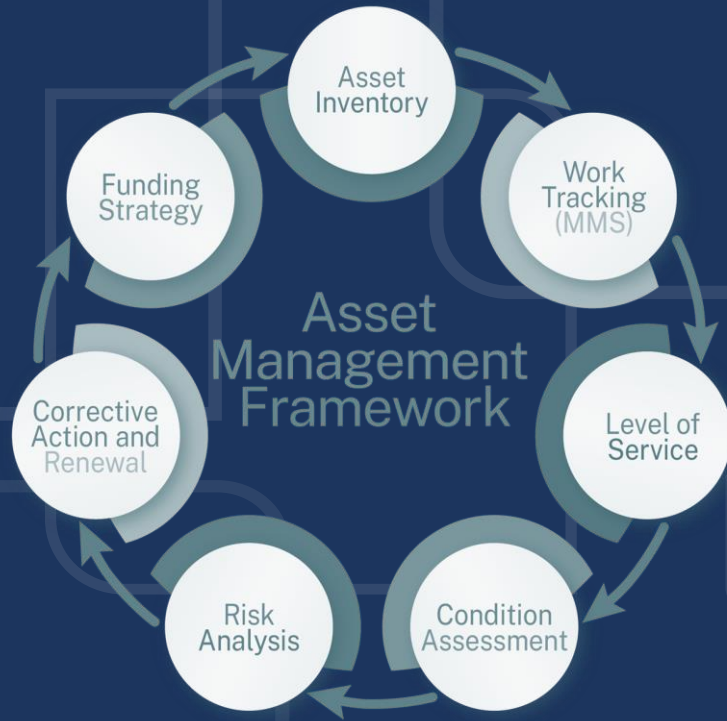 Asset
Inventory
Work
Tracking
(MMS)
Level of
Service
Condition
Assessment
Risk
Analysis
Corrective
Action and
Renewal
Funding
Strategy
Asset
Management
Framework